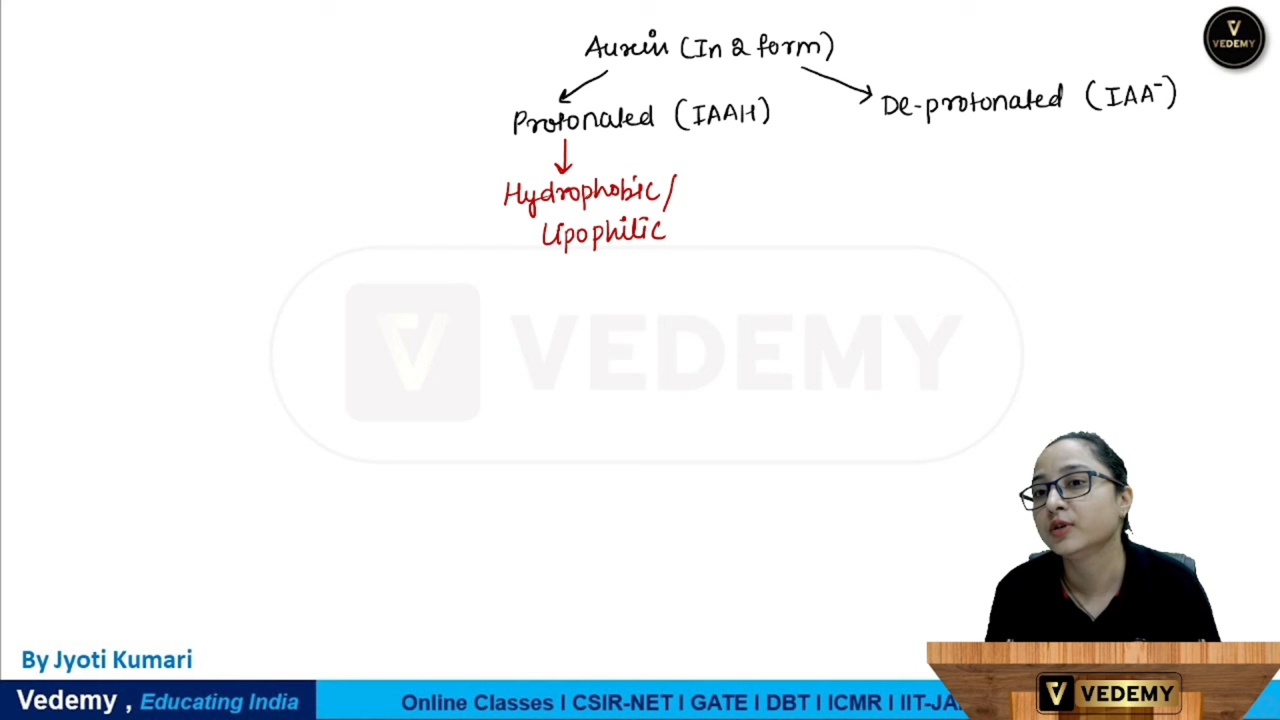 Auxin (In 2 form)
VEDEMY
Protonated (IAAH)
De-protonated (IAA⁻)
Hydrophobic/
Lipophilic
VEDEMY
By Jyoti Kumari
Vedemy , Educating India
Online Classes I CSIR-NET I GATE I DBT I ICMR I IIT-JA
VEDEMY